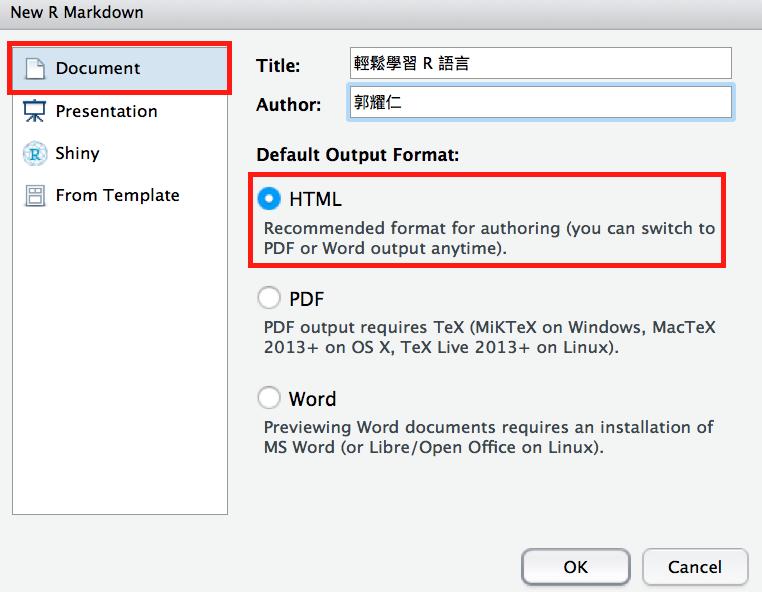 New R Markdown
Document
Presentation
Shiny
From Template
Title:
輕鬆學習 R 語言
Author:
郭耀仁
Default Output Format:
HTML
Recommended format for authoring (you can switch to
PDF or Word output anytime).
PDF
PDF output requires TeX (MiKTeX on Windows, MacTeX
2013+ on OS X, TeX Live 2013+ on Linux).
Word
Previewing Word documents requires an installation of
MS Word (or Libre/Open Office on Linux).
OK
Cancel